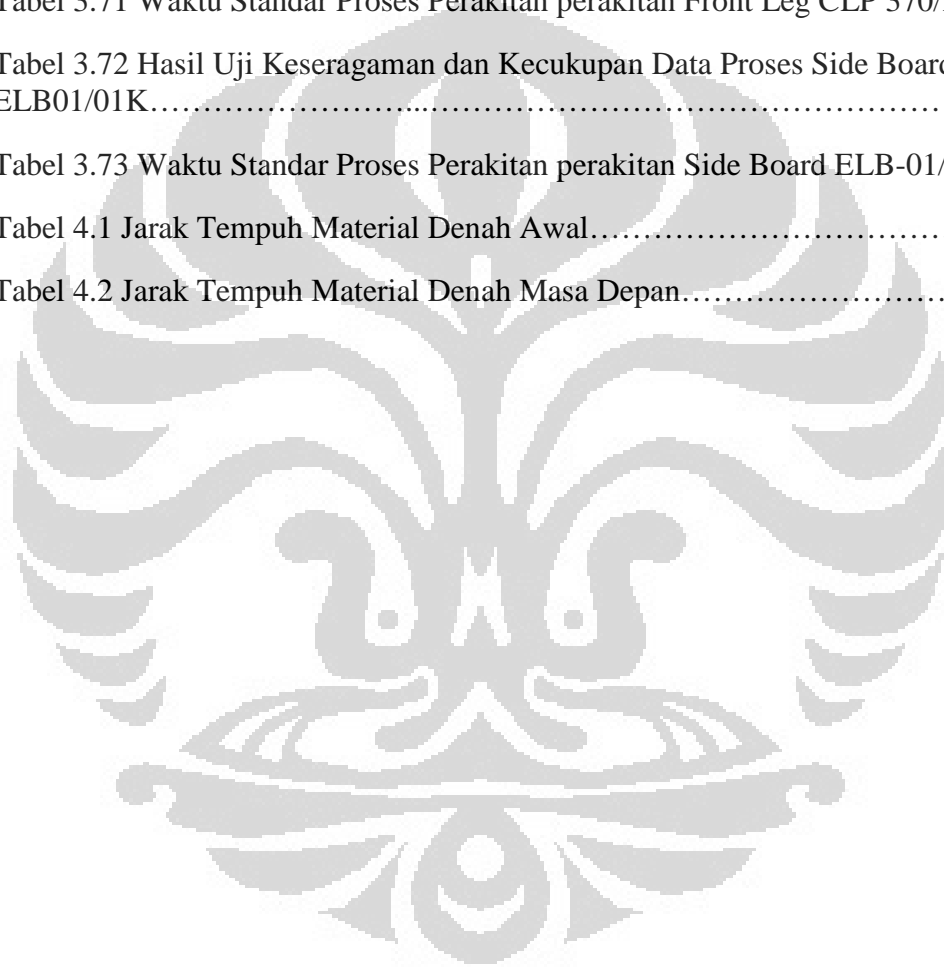 Tabel 3.71 Waktu Standar Proses Perakitan perakitan Front Leg CLP 370/
Tabel 3.72 Hasil Uji Keseragaman dan Kecukupan Data Proses Side Board
ELB01/01K……………………...……………………………………………
Tabel 3.73 Waktu Standar Proses Perakitan perakitan Side Board ELB-01/
Tabel 4.1 Jarak Tempuh Material Denah Awal……………………………
Tabel 4.2 Jarak Tempuh Material Denah Masa Depan……………………